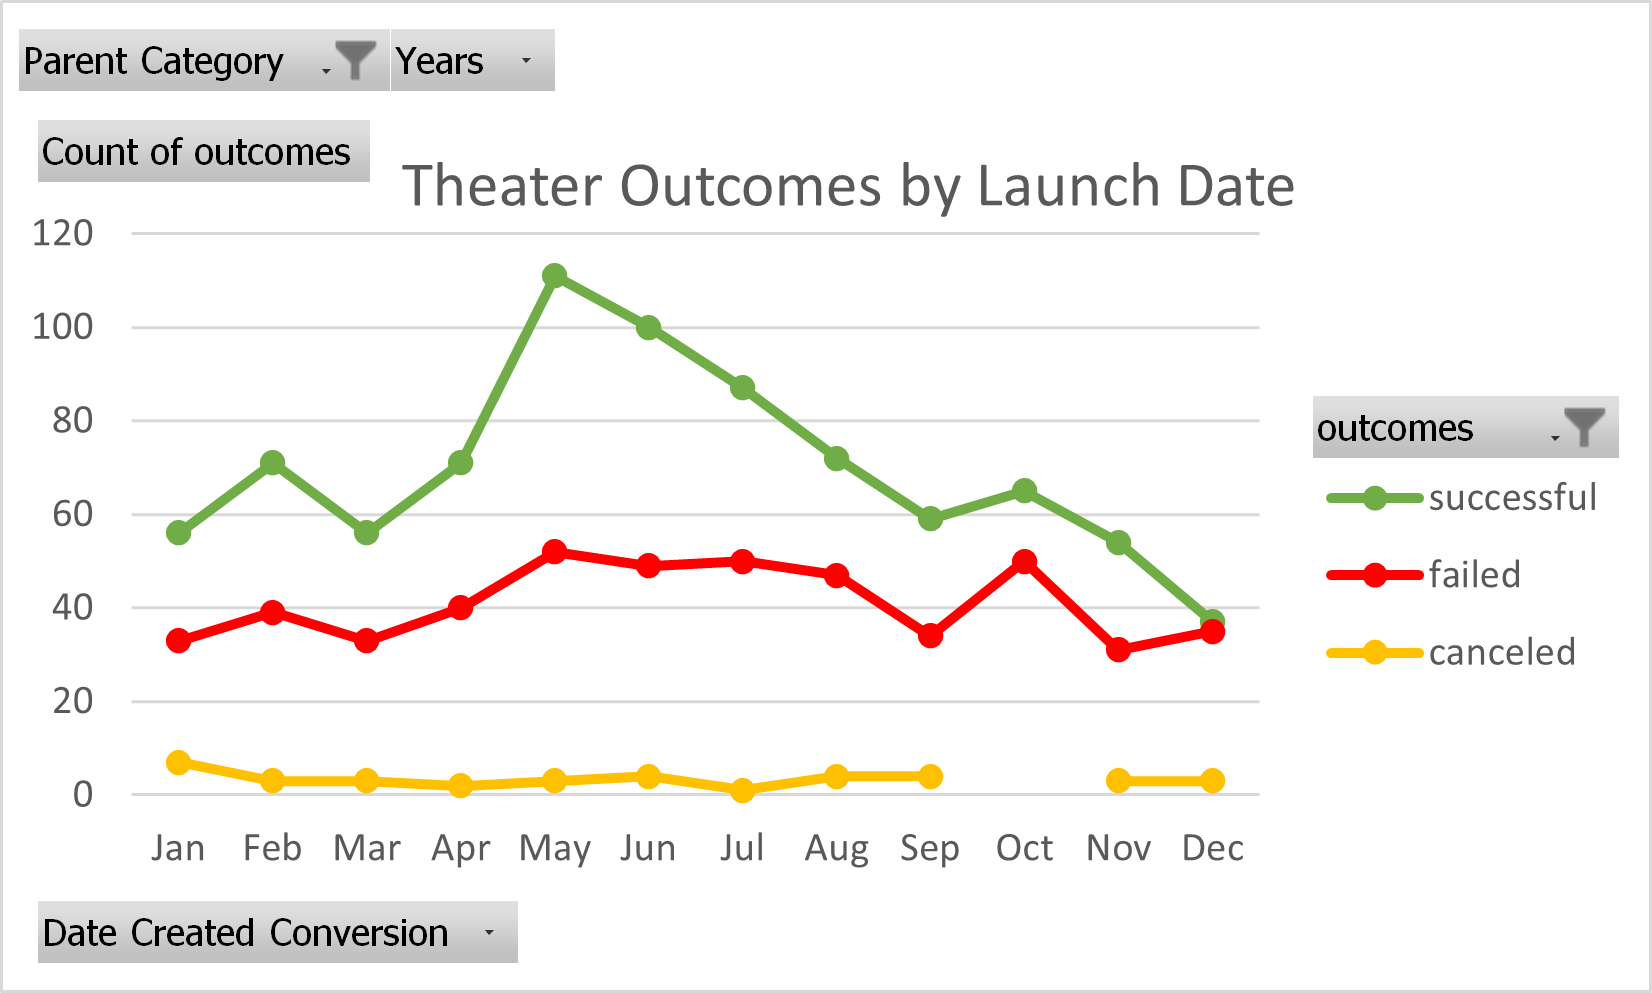 Parent Category Years
Count of outcomes
Theater Outcomes by Launch Date
120
100
80
60
40
20
0
Jan Feb Mar Apr May Jun Jul Aug Sep Oct Nov Dec
outcomes
successful
failed
canceled
Date Created Conversion